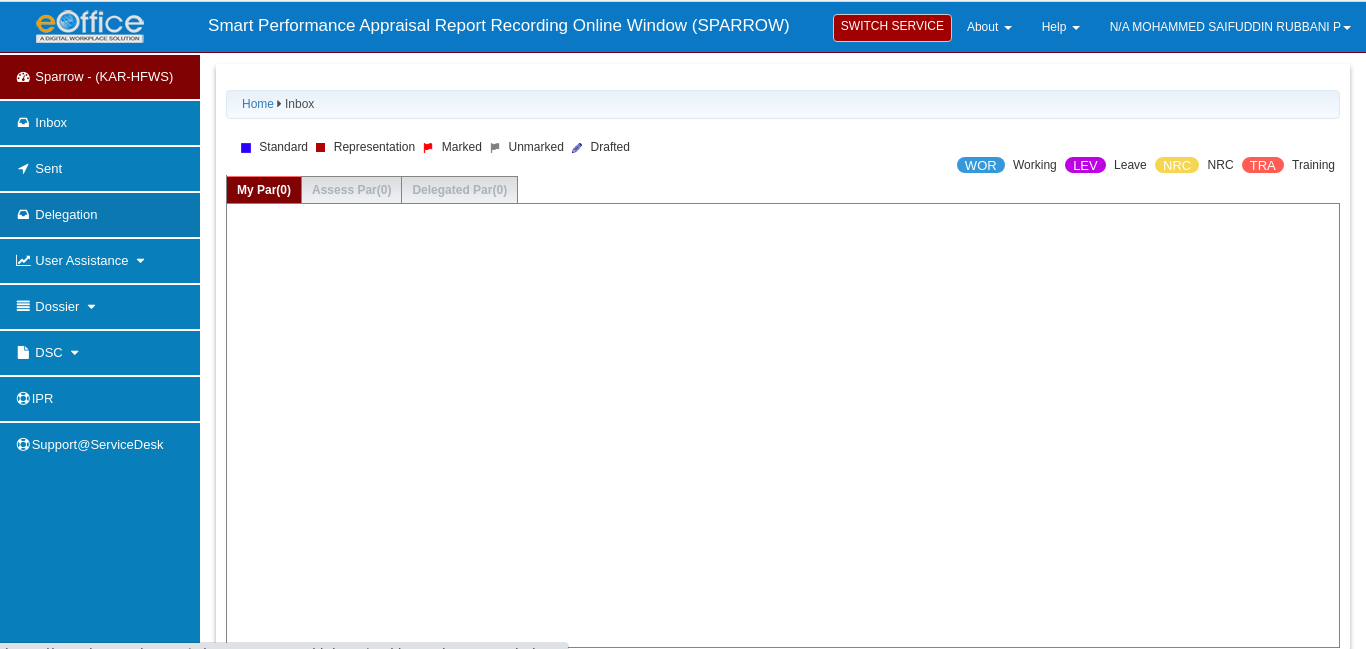 eOffice
A DIGITAL WORKPLACE SOLUTION
Smart Performance Appraisal Report Recording Online Window (SPARROW)
SWITCH SERVICE
About
Help
N/A MOHAMMED SAIFUDDIN RUBBANI P
Sparrow - (KAR-HFWS)
Inbox
Sent
Delegation
User Assistance
Dossier
DSC
IPR
Support@ServiceDesk
Home Inbox
Standard Representation Marked Unmarked Drafted
WOR Working LEV Leave NRC NRC TRA Training
My Par(0) Assess Par(0) Delegated Par(0)